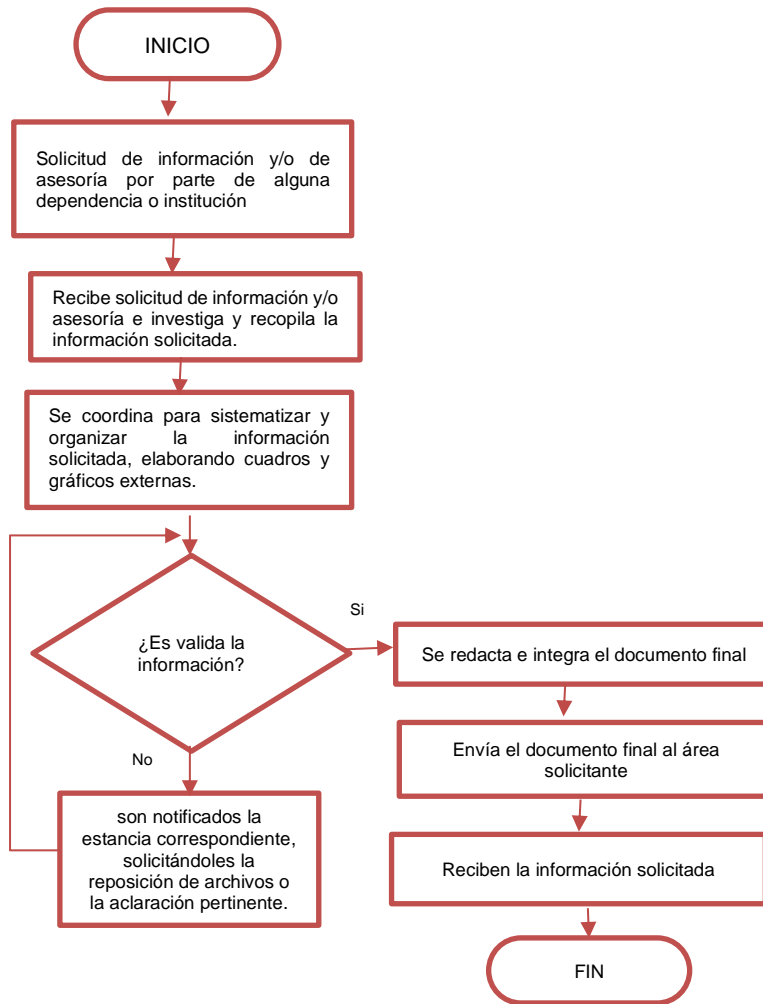 INICIO
Solicitud de información y/o de
asesoría por parte de alguna
dependencia o institución
Recibe solicitud de información y/o
asesoría e investiga y recopila la
información solicitada.
Se coordina para sistematizar y
organizar la información
solicitada, elaborando cuadros y
gráficos externas.
¿Es valida la
información?
Si
No
son notificados la
estancia correspondiente,
solicitándoles la
reposición de archivos o
la aclaración pertinente.
Se redacta e integra el documento final
Envía el documento final al área
solicitante
Reciben la información solicitada
FIN